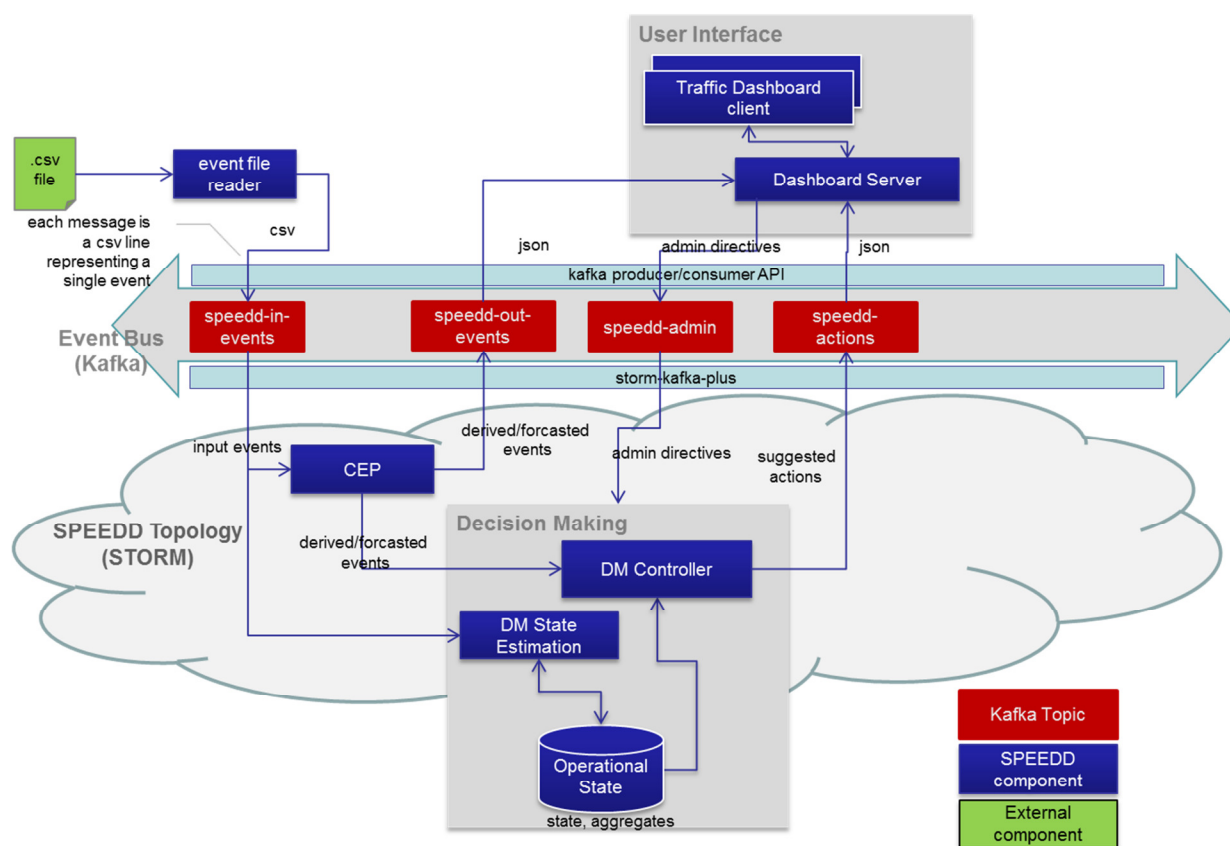 User Interface
Traffic Dashboard
client
.csv
file
event file
reader
Dashboard Server
each message is
a csv line
representing a
single event
csv
json
admin directives
json
kafka producer/consumer API
Event Bus
(Kafka)
speedd-in-
events
speedd-out-
events
speedd-admin
speedd-
actions
storm-kafka-plus
input events
derived/forcasted
events
admin directives
suggested
actions
CEP
SPEEDD Topology
(STORM)
derived/forcasted
events
Decision Making
DM Controller
DM State
Estimation
Operational
State
state, aggregates
Kafka Topic
SPEEDD
component
External
component